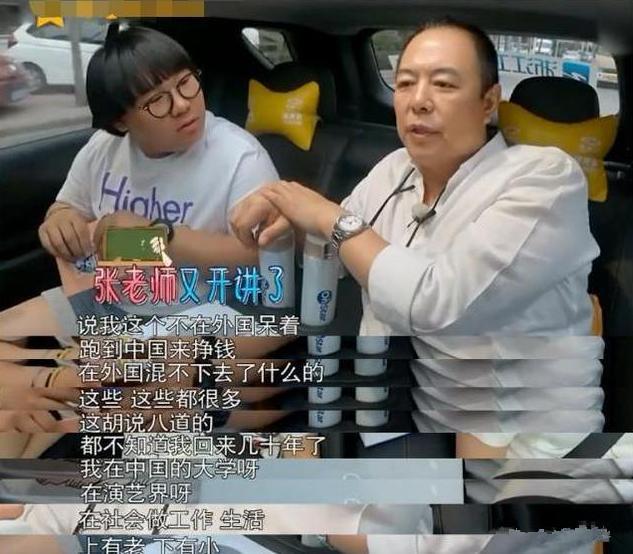 浙江卫
Higher
OnStar
张老师又开讲了
说我这个不在外国呆着
跑到中国来挣钱
在外国混不下去了什么的
这些 这些都很多
这胡说八道的
都不知道我回来几十年了
我在中国的大学呀
在演艺界呀
在社会做工作 生活
上有老 下有小